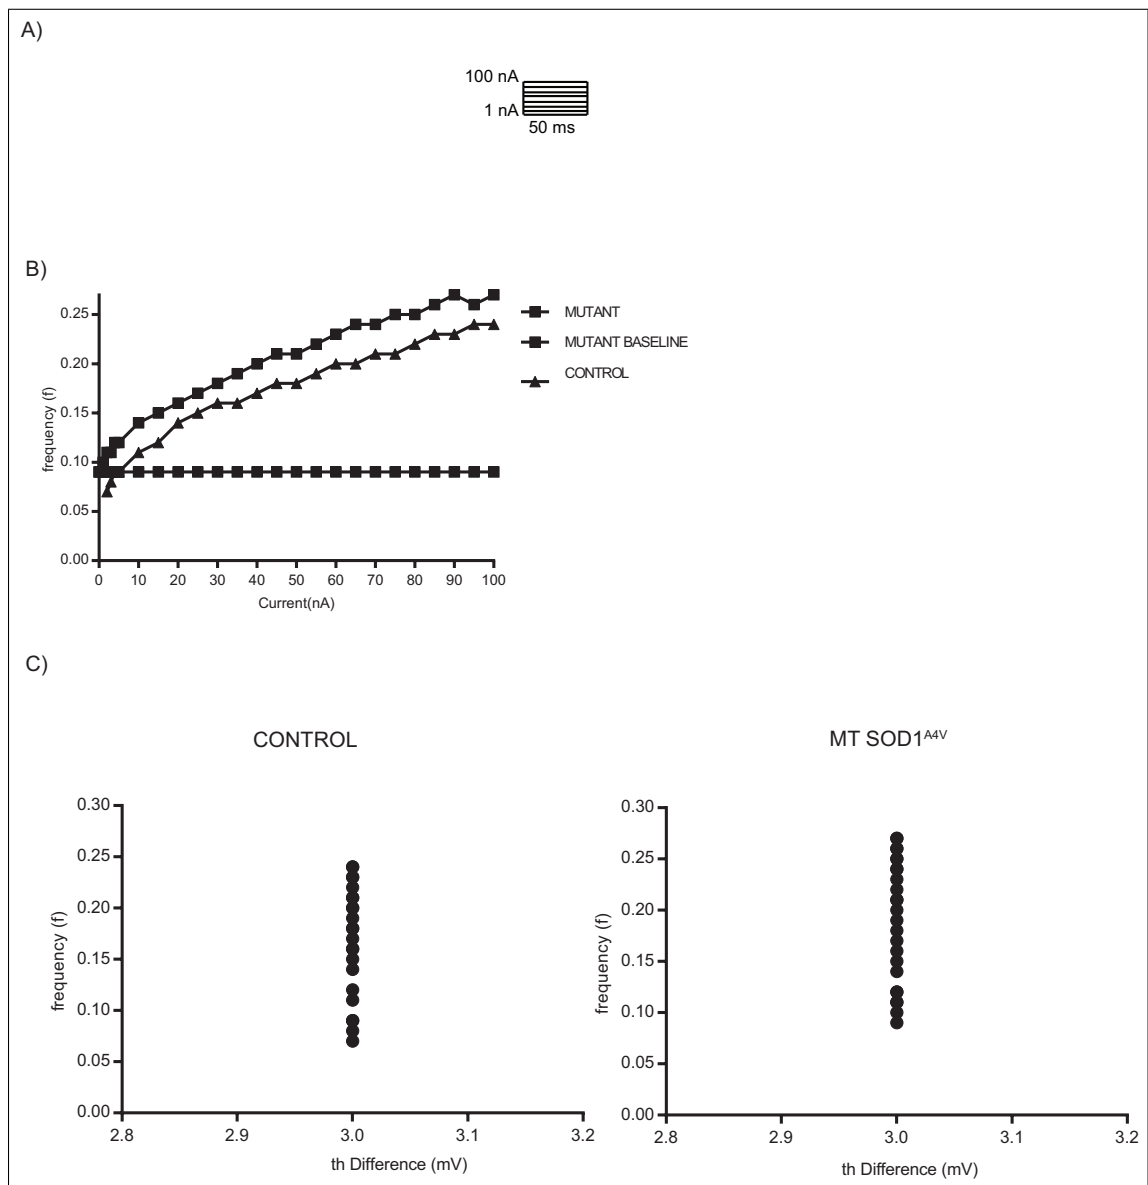 A)
100 nA
1 nA
50 ms
B)
0.25
0.20
0.15
0.10
0.05
0.00
frequency (f)
0 10 20 30 40 50 60 70 80 90 100
Current(nA)
MUTANT
MUTANT BASELINE
CONTROL
C)
CONTROL
0.30
0.25
0.20
0.15
0.10
0.05
0.00
frequency (f)
2.8 2.9 3.0 3.1 3.2
th Difference (mV)
MT SOD1A4V
0.30
0.25
0.20
0.15
0.10
0.05
0.00
frequency (f)
2.8 2.9 3.0 3.1 3.2
th Difference (mV)